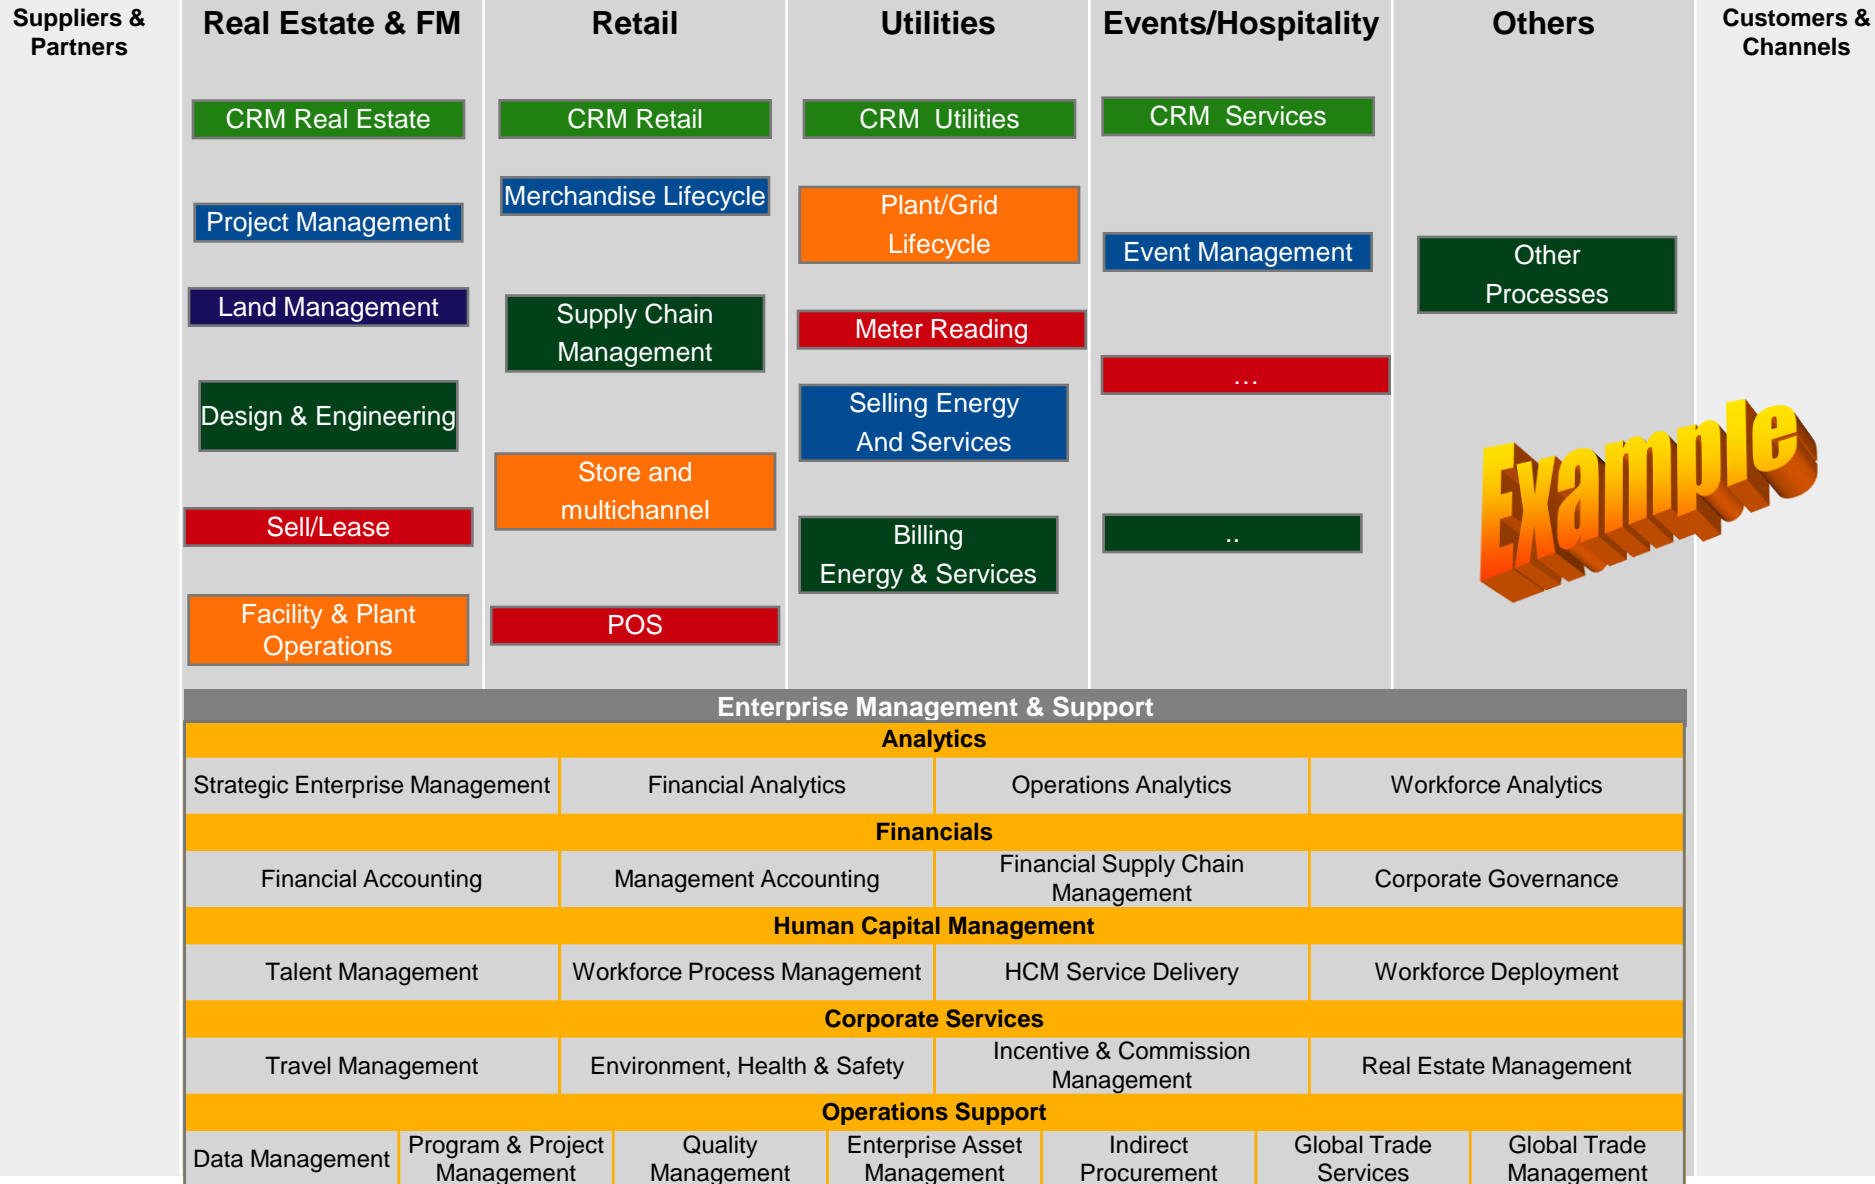 Suppliers &
Partners
Real Estate & FM
Retail
Utilities
Events/Hospitality
Others
Customers &
Channels
CRM Real Estate
CRM Retail
CRM  Utilities
CRM  Services
Project Management
Merchandise Lifecycle
Plant/Grid
Lifecycle
Event Management
Other
Processes
Land Management
Supply Chain
Management
Meter Reading
…
Design & Engineering
Selling Energy
And Services
Example
Store and
multichannel
Sell/Lease
Billing
Energy & Services
..
Facility & Plant
Operations
POS
Enterprise Management & Support
Analytics
Strategic Enterprise Management
Financial Analytics
Operations Analytics
Workforce Analytics
Financials
Financial Accounting
Management Accounting
Financial Supply Chain
Management
Corporate Governance
Human Capital Management
Talent Management
Workforce Process Management
HCM Service Delivery
Workforce Deployment
Corporate Services
Travel Management
Environment, Health & Safety
Incentive & Commission
Management
Real Estate Management
Operations Support
Data Management
Program & Project
Management
Quality
Management
Enterprise Asset
Management
Indirect
Procurement
Global Trade
Services
Global Trade
Management